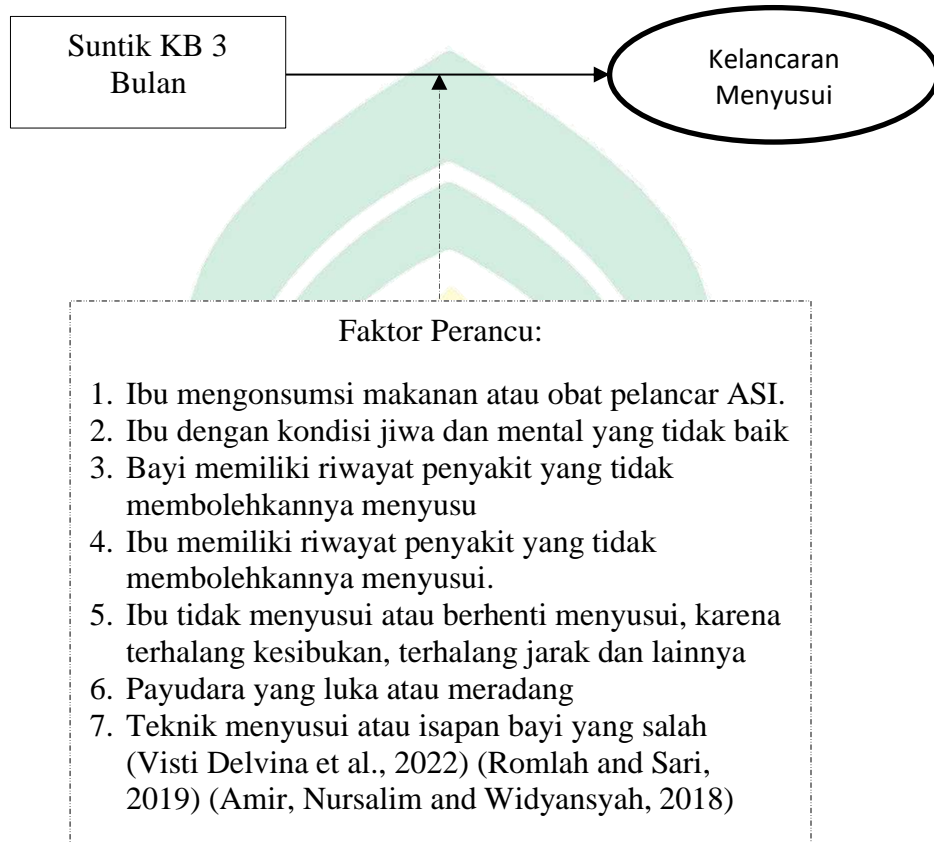 Suntik KB 3
Bulan
Kelancaran
Menyusui
Faktor Perancu:
1. Ibu mengonsumsi makanan atau obat pelancar ASI.
2. Ibu dengan kondisi jiwa dan mental yang tidak baik
3. Bayi memiliki riwayat penyakit yang tidak
membolehkannya menyusu
4. Ibu memiliki riwayat penyakit yang tidak
membolehkannya menyusui.
5. Ibu tidak menyusui atau berhenti menyusui, karena
terhalang kesibukan, terhalang jarak dan lainnya
6. Payudara yang luka atau meradang
7. Teknik menyusui atau isapan bayi yang salah
(Visti Delvina et al., 2022) (Romlah and Sari,
2019) (Amir, Nursalim and Widyansyah, 2018)